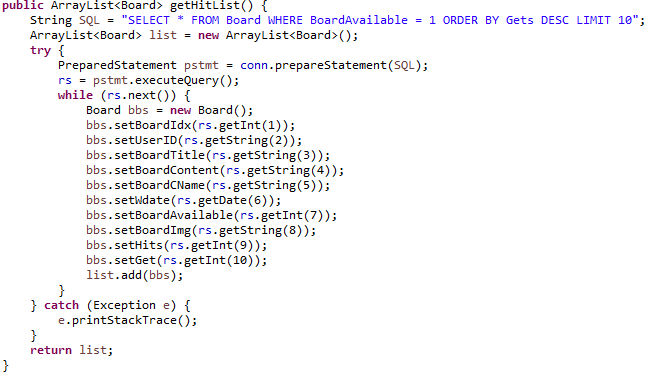 public ArrayList<Board> getHitList() {
    String SQL = "SELECT * FROM Board WHERE BoardAvailable = 1 ORDER BY Gets DESC LIMIT 10";
    ArrayList<Board> list = new ArrayList<Board>();
    try {
        PreparedStatement pstmt = conn.prepareStatement(SQL);
        rs = pstmt.executeQuery();
        while (rs.next()) {
            Board bbs = new Board();
            bbs.setBoardIdx(rs.getInt(1));
            bbs.setUserID(rs.getString(2));
            bbs.setBoardTitle(rs.getString(3));
            bbs.setBoardContent(rs.getString(4));
            bbs.setBoardCName(rs.getString(5));
            bbs.setWdate(rs.getDate(6));
            bbs.setBoardAvailable(rs.getInt(7));
            bbs.setBoardImg(rs.getString(8));
            bbs.setHits(rs.getInt(9));
            bbs.setGet(rs.getInt(10));
            list.add(bbs);
        }
    } catch (Exception e) {
        e.printStackTrace();
    }
    return list;
}